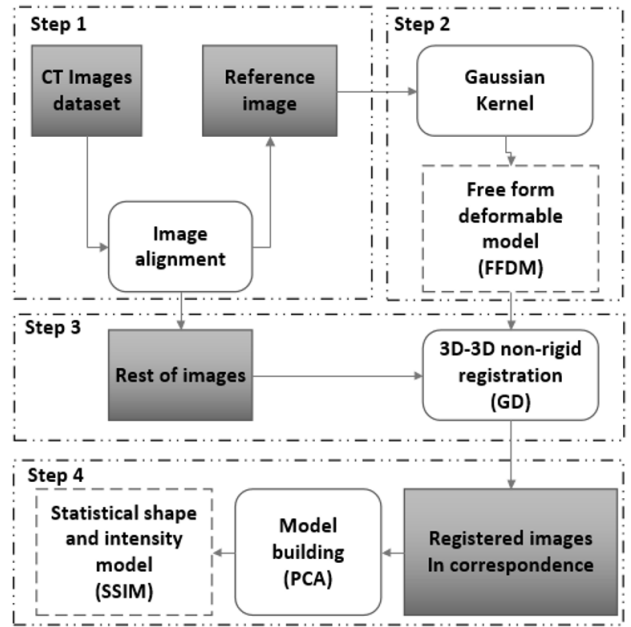 Step 1
CT Images
dataset
Reference
image
Image
alignment
Step 2
Gaussian
Kernel
Free form
deformable
model
(FFDM)
Step 3
Rest of images
3D-3D non-rigid
registration
(GD)
Step 4
Statistical shape
and intensity
model
(SSIM)
Model
building
(PCA)
Registered images
In correspondence